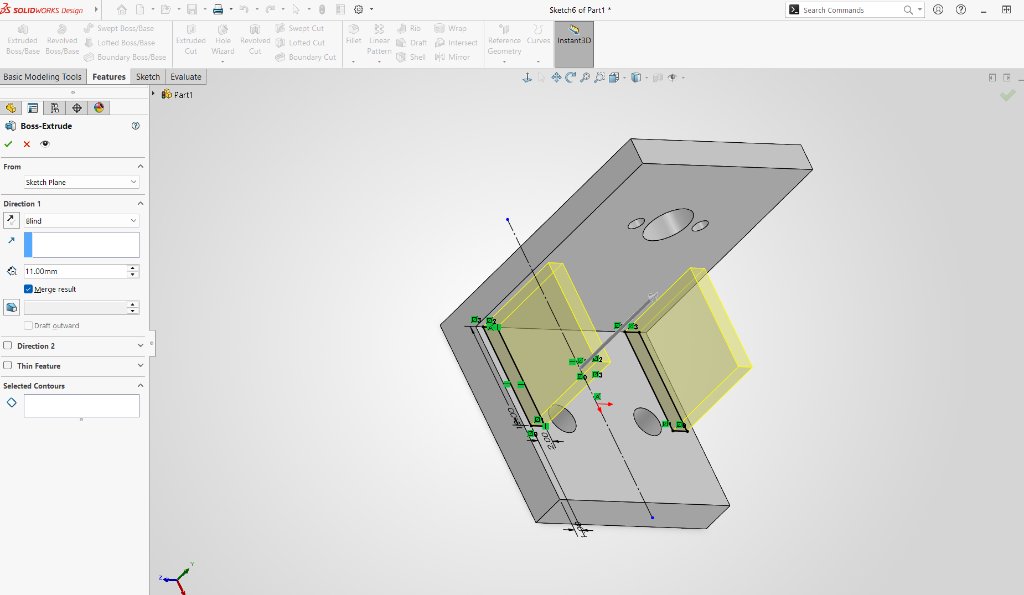 SOLIDWORKS Design
Sketch6 of Part1 *
Search Commands
Extruded Boss/Base
Revolved Boss/Base
Swept Boss/Base
Lofted Boss/Base
Boundary Boss/Base
Extruded Cut
Hole Wizard
Revolved Cut
Swept Cut
Lofted Cut
Boundary Cut
Fillet
Linear Pattern
Rib
Draft
Shell
Wrap
Intersect
Mirror
Reference Geometry
Curves
Instant3D
Basic Modeling Tools
Features
Sketch
Evaluate
Part1
Boss-Extrude
From
Sketch Plane
Direction 1
Blind
11.00mm
Merge result
Draft outward
Direction 2
Thin Feature
Selected Contours
Y
Z